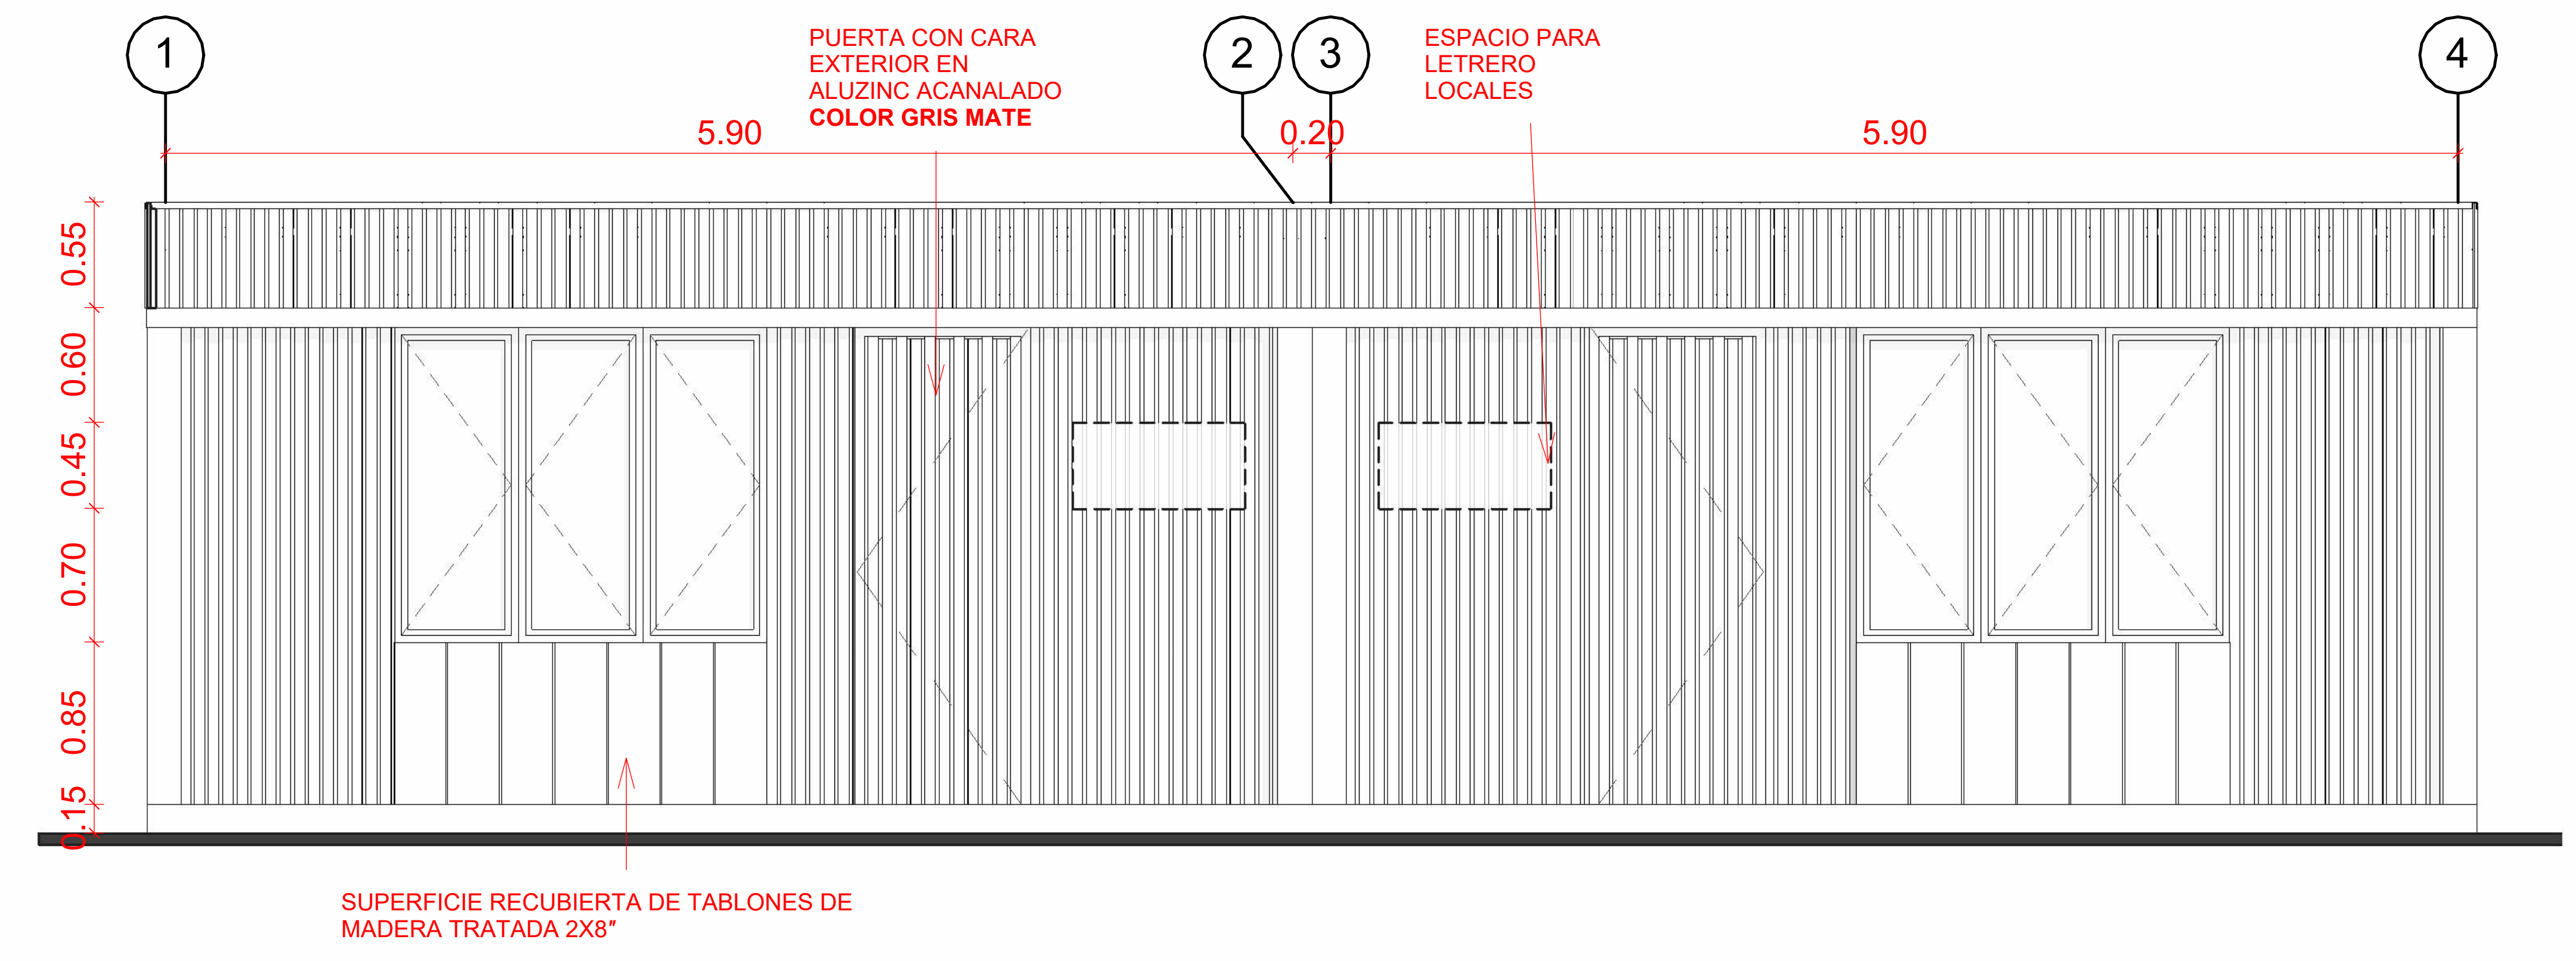 1
PUERTA CON CARA
EXTERIOR EN
ALUZINC ACANALADO
COLOR GRIS MATE
2
3
ESPACIO PARA
LETRERO
LOCALES
4
5.90
0.20
5.90
0.55
0.60
0.45
0.70
0.85
0.15
SUPERFICIE RECUBIERTA DE TABLONES DE
MADERA TRATADA 2X8"